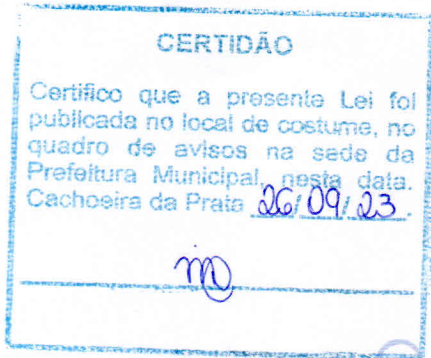 CERTIDÃO
Certifico que a presente Lei foi
publicada no local de costume, no
quadro de avisos na sede da
Prefeitura Municipal, nesta data.
Cachoeira da Prata 26/09/23.